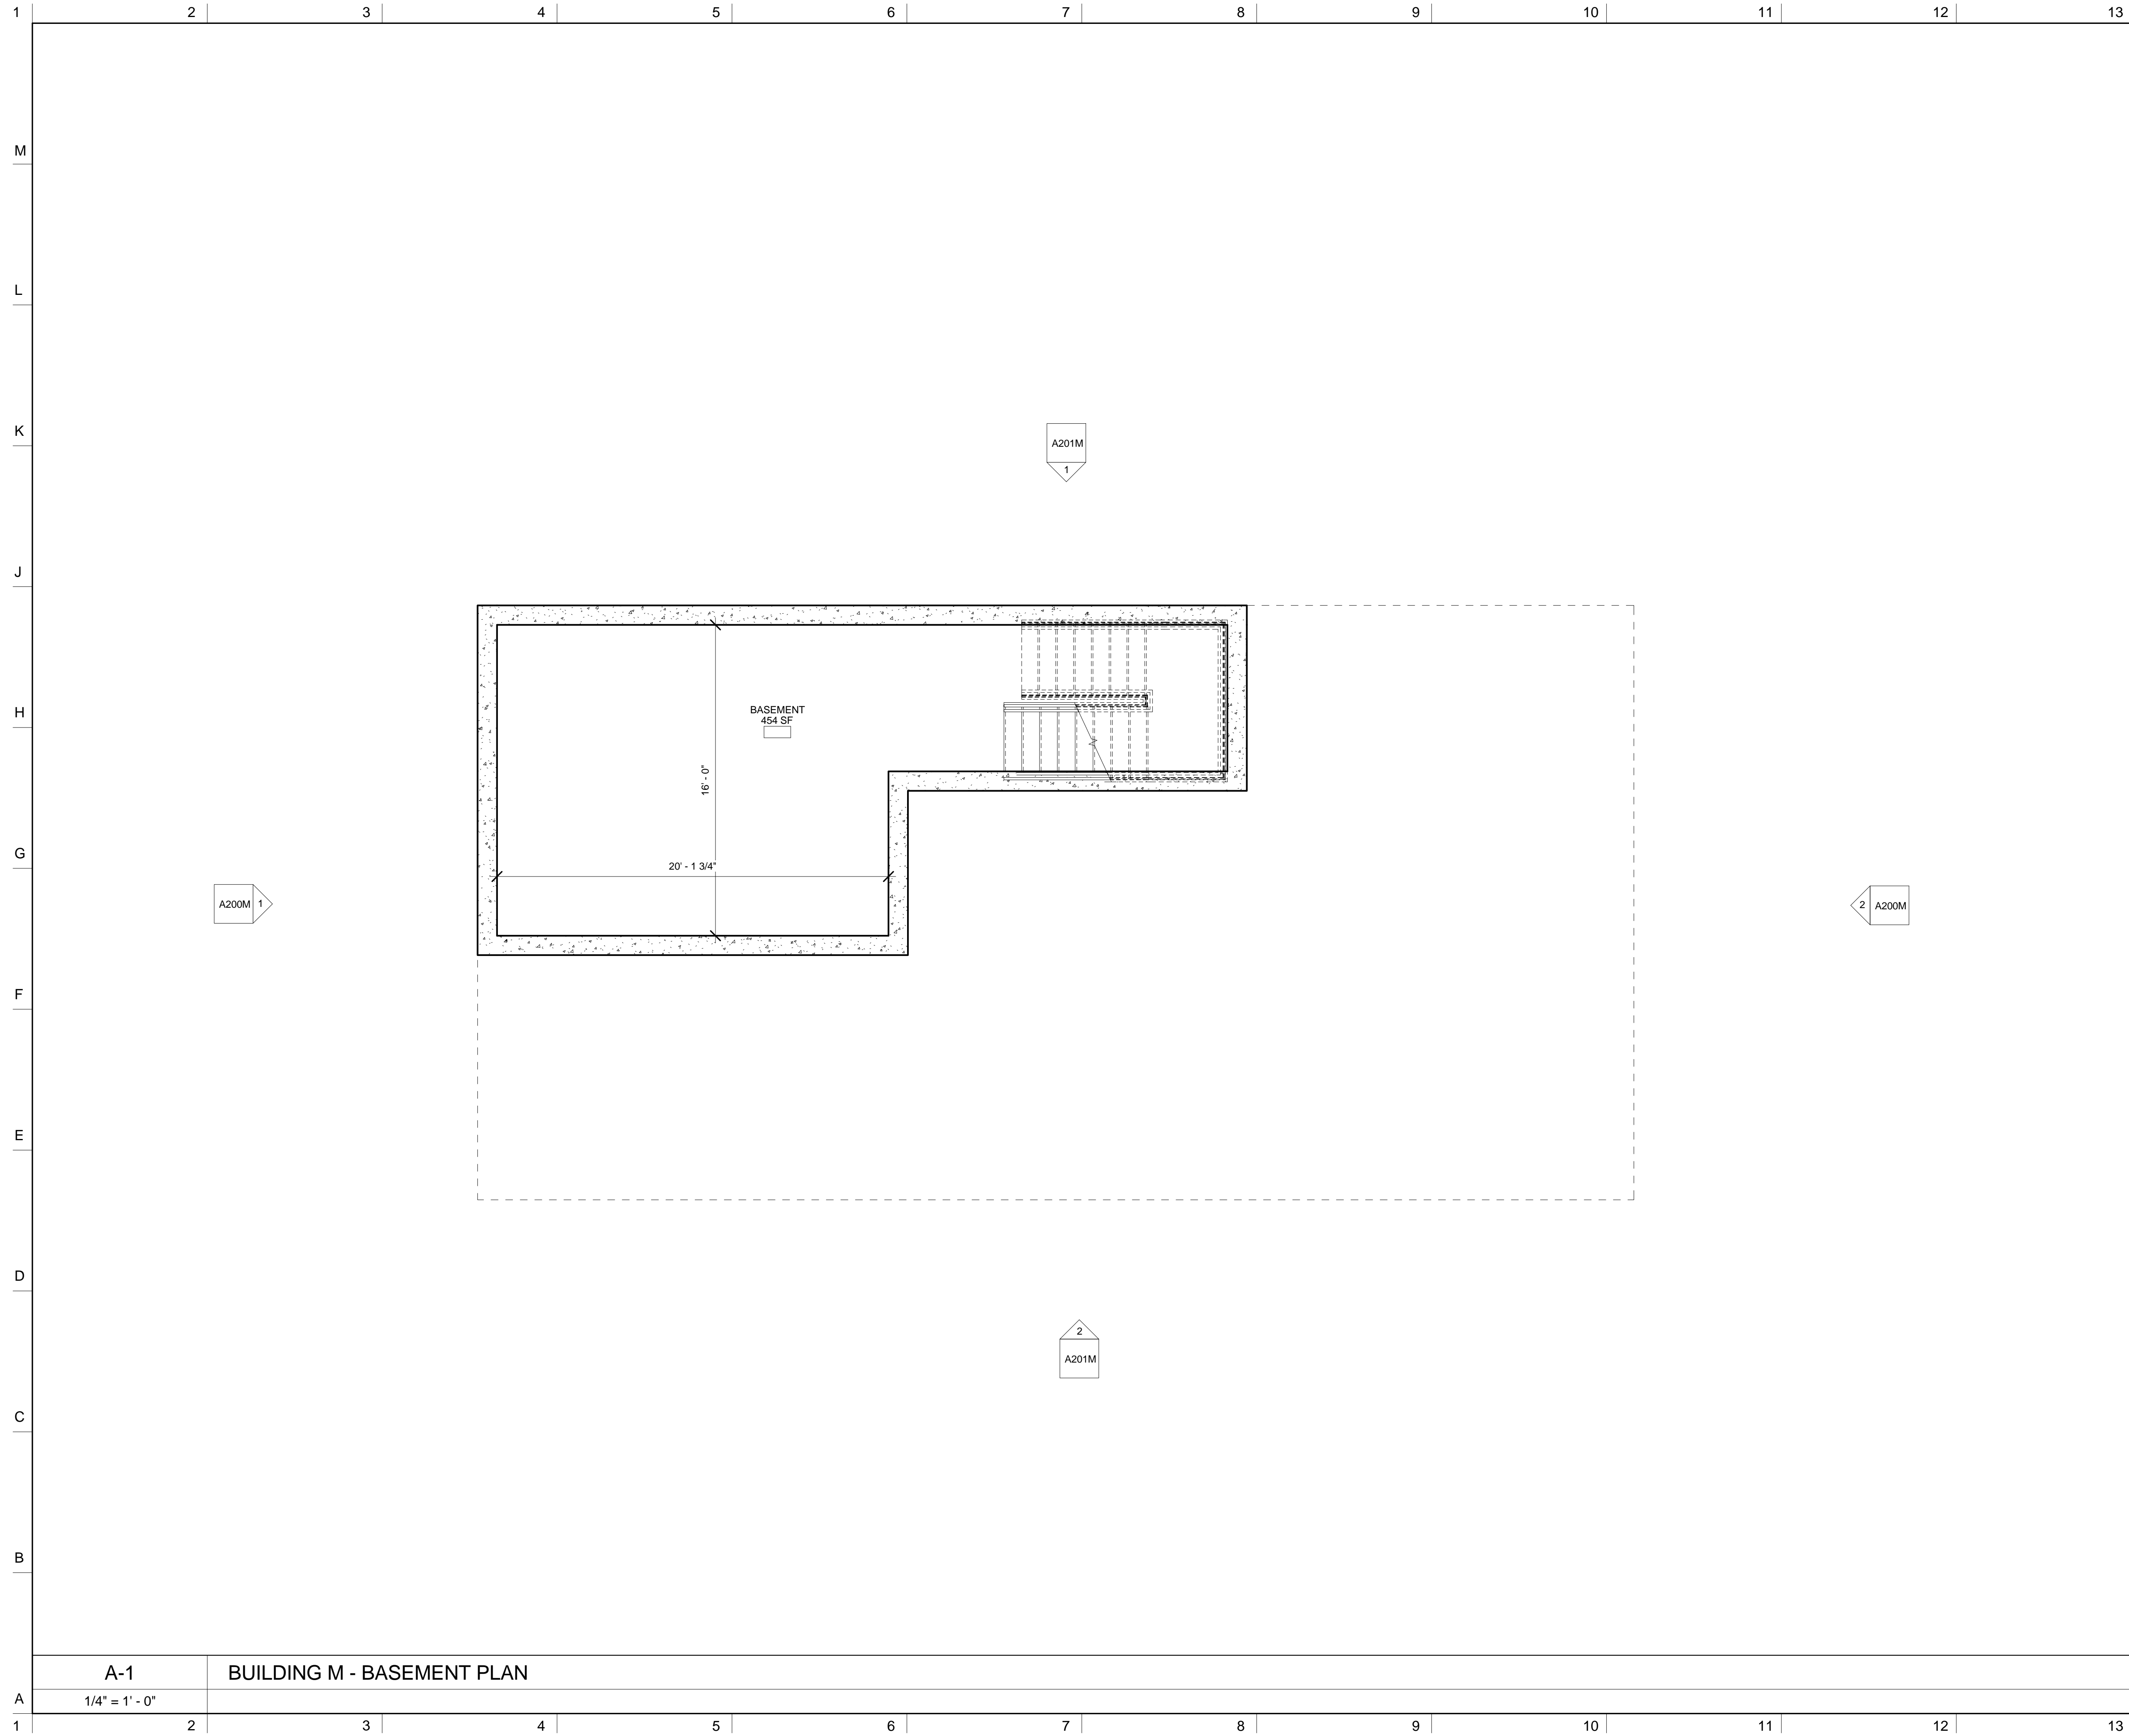 1 2 3 4 5 6 7 8 9 10 11 12 13
M
L
K
A201M
1
J
H
BASEMENT
454 SF
16' - 0"
G
20' - 1 3/4"
A200M 1
2 A200M
F
E
D
2
A201M
C
B
A-1 BUILDING M - BASEMENT PLAN
A
1/4" = 1' - 0"
1 2 3 4 5 6 7 8 9 10 11 12 13